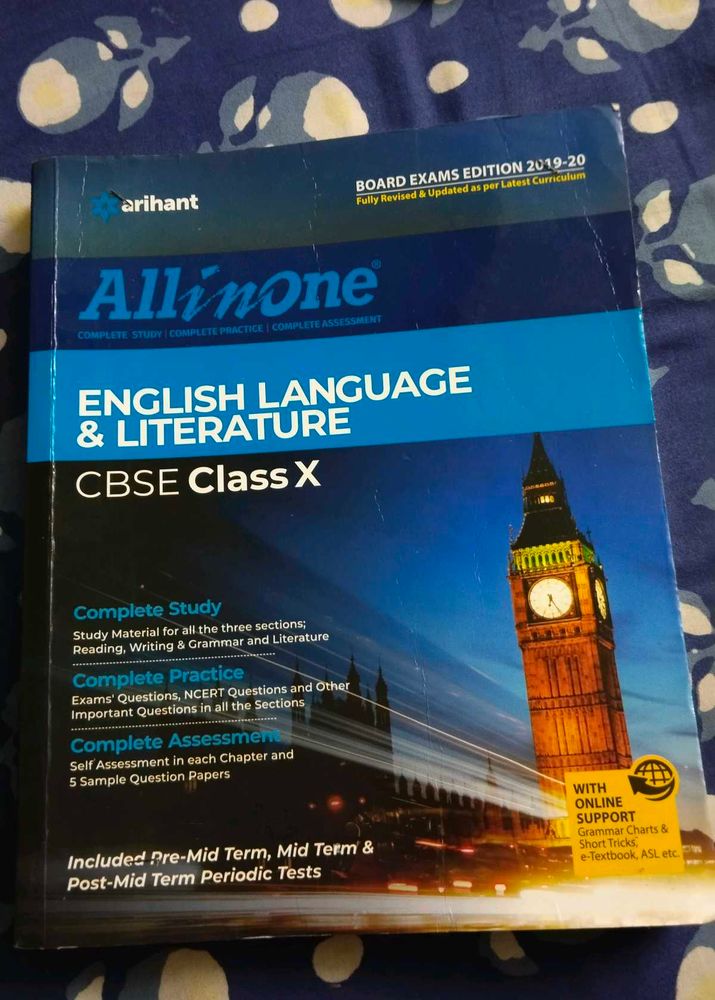 arihant
BOARD EXAMS EDITION 2019-20
Fully Revised & Updated as per Latest Curriculum
All in One®
COMPLETE STUDY | COMPLETE PRACTICE | COMPLETE ASSESSMENT
ENGLISH LANGUAGE
& LITERATURE
CBSE Class X
Complete Study
Study Material for all the three sections;
Reading, Writing & Grammar and Literature
Complete Practice
Exams' Questions, NCERT Questions and Other
Important Questions in all the Sections
Complete Assessment
Self Assessment in each Chapter and
5 Sample Question Papers
Included Pre-Mid Term, Mid Term &
Post-Mid Term Periodic Tests
WITH
ONLINE
SUPPORT
Grammar Charts &
Short Tricks,
e-Textbook, ASL etc.